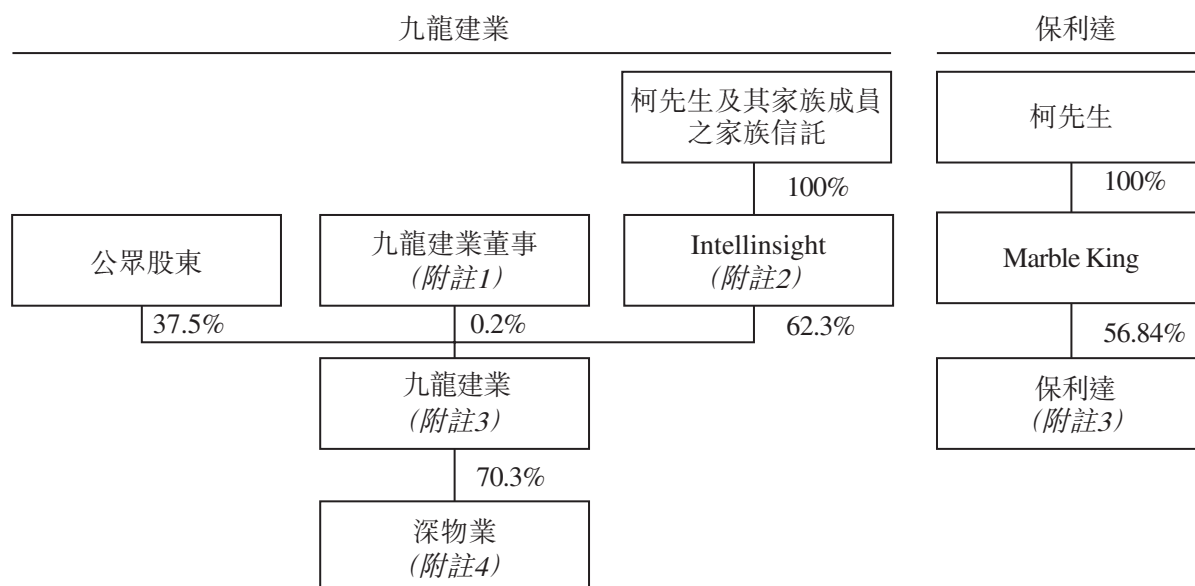 九龍建業
保利達
柯先生及其家族成員
之家族信託
柯先生
100%
100%
公眾股東
九龍建業董事
(附註1)
Intellinsight
(附註2)
Marble King
37.5%
0.2%
62.3%
56.84%
九龍建業
(附註3)
保利達
(附註3)
70.3%
深物業
(附註4)